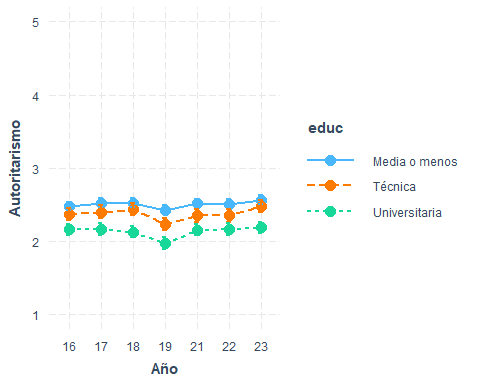 5
4
3
2
1
Autoritarismo
16 17 18 19 21 22 23
Año
educ
Media o menos
Técnica
Universitaria